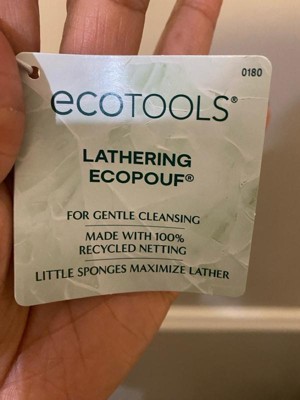 0180
ecoTOOLS®
LATHERING
ECOPOUF®
FOR GENTLE CLEANSING
MADE WITH 100%
RECYCLED NETTING
LITTLE SPONGES MAXIMIZE LATHER